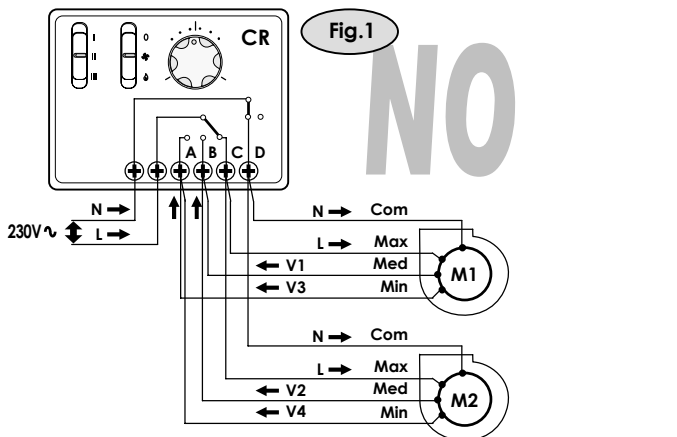 Fig.1
NO
CR
I
II
III
0
A B C D
N
230V∿
L
N Com
L Max
V1 Med
V3 Min
M1
N Com
L Max
V2 Med
V4 Min
M2